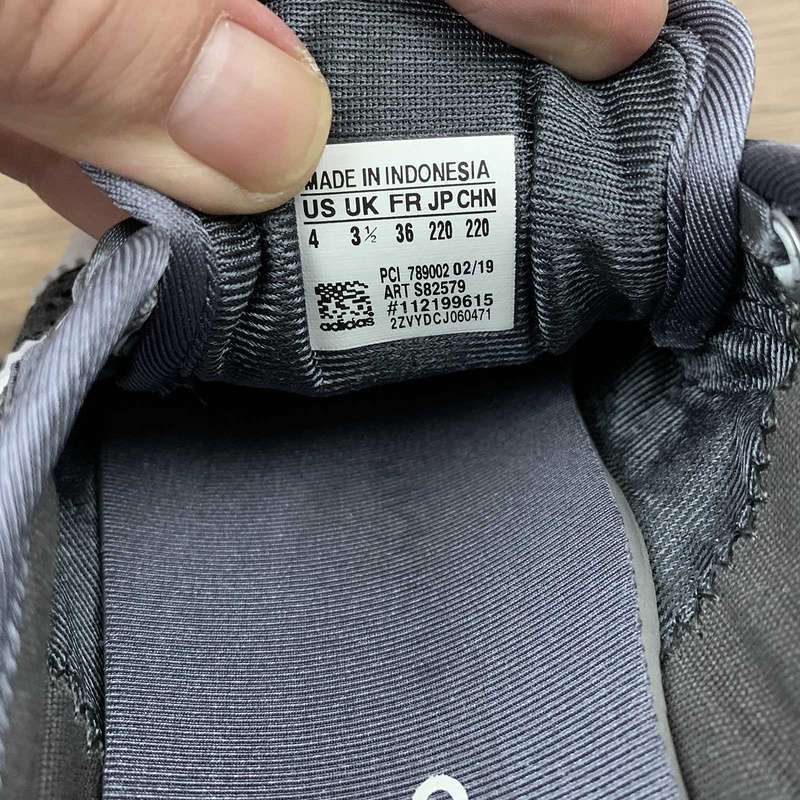 MADE IN INDONESIA
US UK FR JP CHN
4 3½ 36 220 220
PCI 789002 02/19
ART S82579
#112199615
adidas
2ZVYDCJ060471